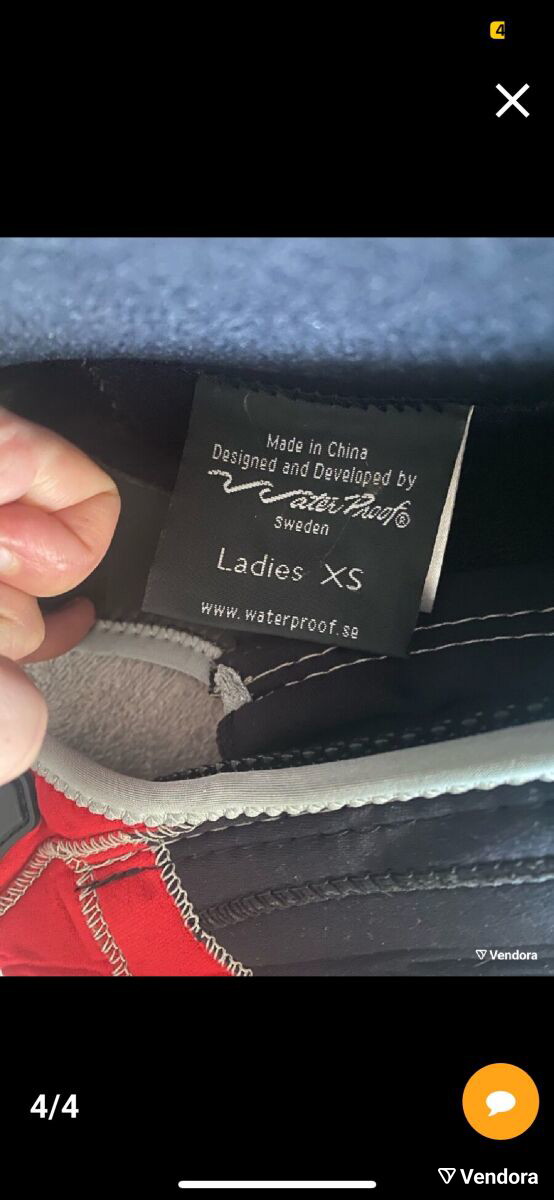 4
Made in China
Designed and Developed by
WaterProof®
Sweden
Ladies XS
www.waterproof.se
Vendora
4/4
Vendora